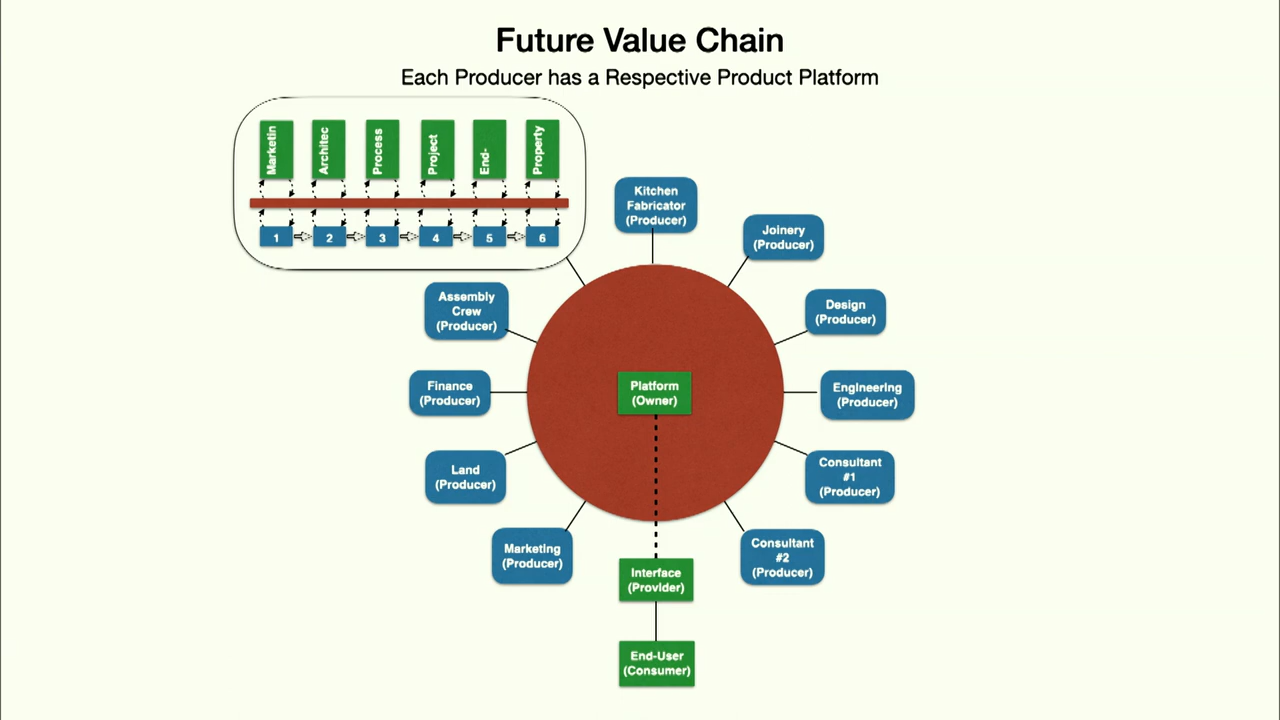 Future Value Chain
Each Producer has a Respective Product Platform
Marketin
Architec
Process
Project
End-
Property
1
2
3
4
5
6
Kitchen
Fabricator
(Producer)
Joinery
(Producer)
Assembly
Crew
(Producer)
Design
(Producer)
Finance
(Producer)
Platform
(Owner)
Engineering
(Producer)
Land
(Producer)
Consultant
#1
(Producer)
Marketing
(Producer)
Consultant
#2
(Producer)
Interface
(Provider)
End-User
(Consumer)